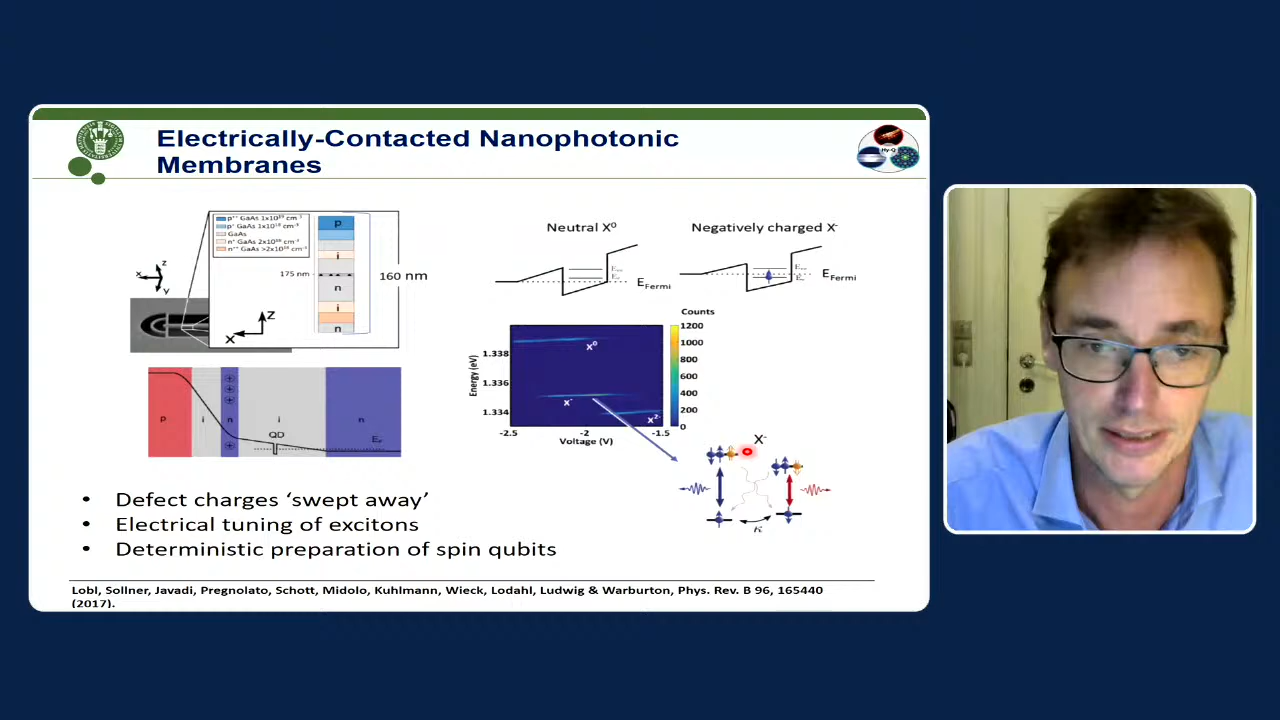 Electrically-Contacted Nanophotonic
Membranes
Hy-Q
p
i
n
i
n
175 nm
160 nm
z
x
y
Z
X
Neutral X⁰
Negatively charged X⁻
E_Fermi
E_Fermi
Counts
1200
1000
800
600
400
200
0
1.338
1.336
1.334
Energy (eV)
X⁰
X⁻
X²⁻
-2.5
-2
-1.5
Voltage (V)
X⁻
κ
P
i
n
i
n
QD
E_F
• Defect charges ‘swept away’
• Electrical tuning of excitons
• Deterministic preparation of spin qubits
Lobl, Sollner, Javadi, Pregnolato, Schott, Midolo, Kuhlmann, Wieck, Lodahl, Ludwig & Warburton, Phys. Rev. B 96, 165440
(2017).